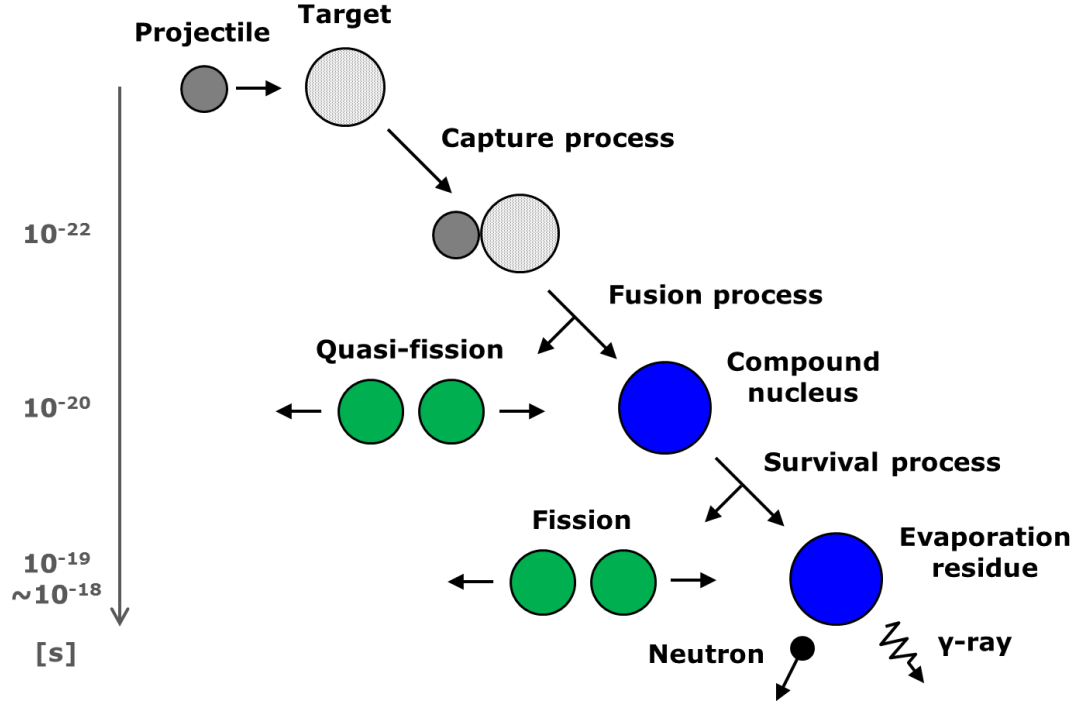 Target
Projectile
Capture process
10⁻²²
Fusion process
Quasi-fission
Compound
nucleus
10⁻²⁰
Survival process
Fission
Evaporation
residue
10⁻¹⁹
~10⁻¹⁸
[s]
Neutron
γ-ray